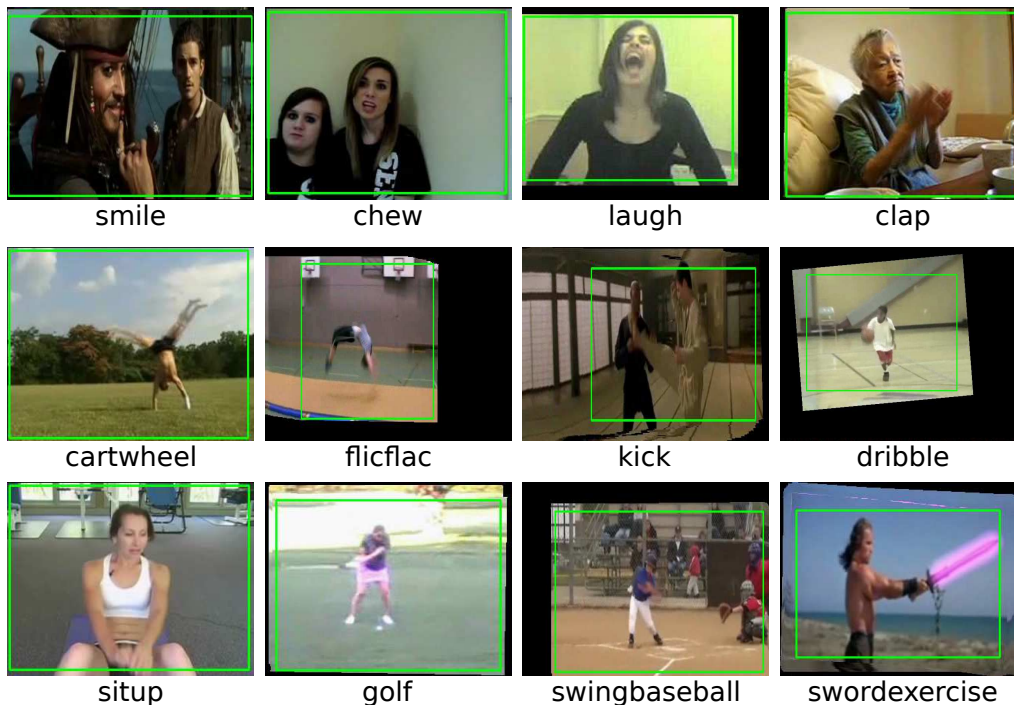 smile
chew
laugh
clap
cartwheel
flicflac
kick
dribble
situp
golf
swingbaseball
swordexercise